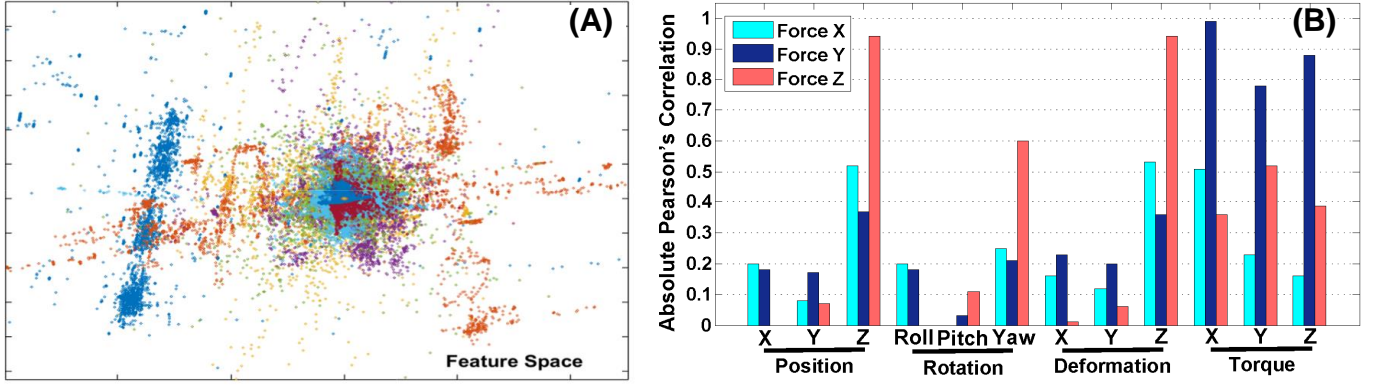 (A)
Feature Space
(B)
Absolute Pearson's Correlation
1
0.9
0.8
0.7
0.6
0.5
0.4
0.3
0.2
0.1
0
Force X
Force Y
Force Z
X Y Z Roll Pitch Yaw X Y Z X Y Z
Position Rotation Deformation Torque